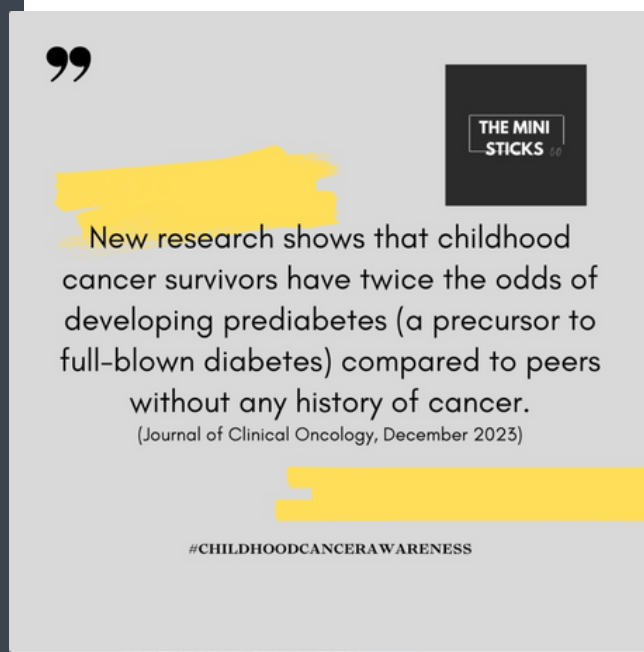 ”
THE MINI
STICKS co
New research shows that childhood
cancer survivors have twice the odds of
developing prediabetes (a precursor to
full-blown diabetes) compared to peers
without any history of cancer.
(Journal of Clinical Oncology, December 2023)
#CHILDHOODCANCERAWARENESS